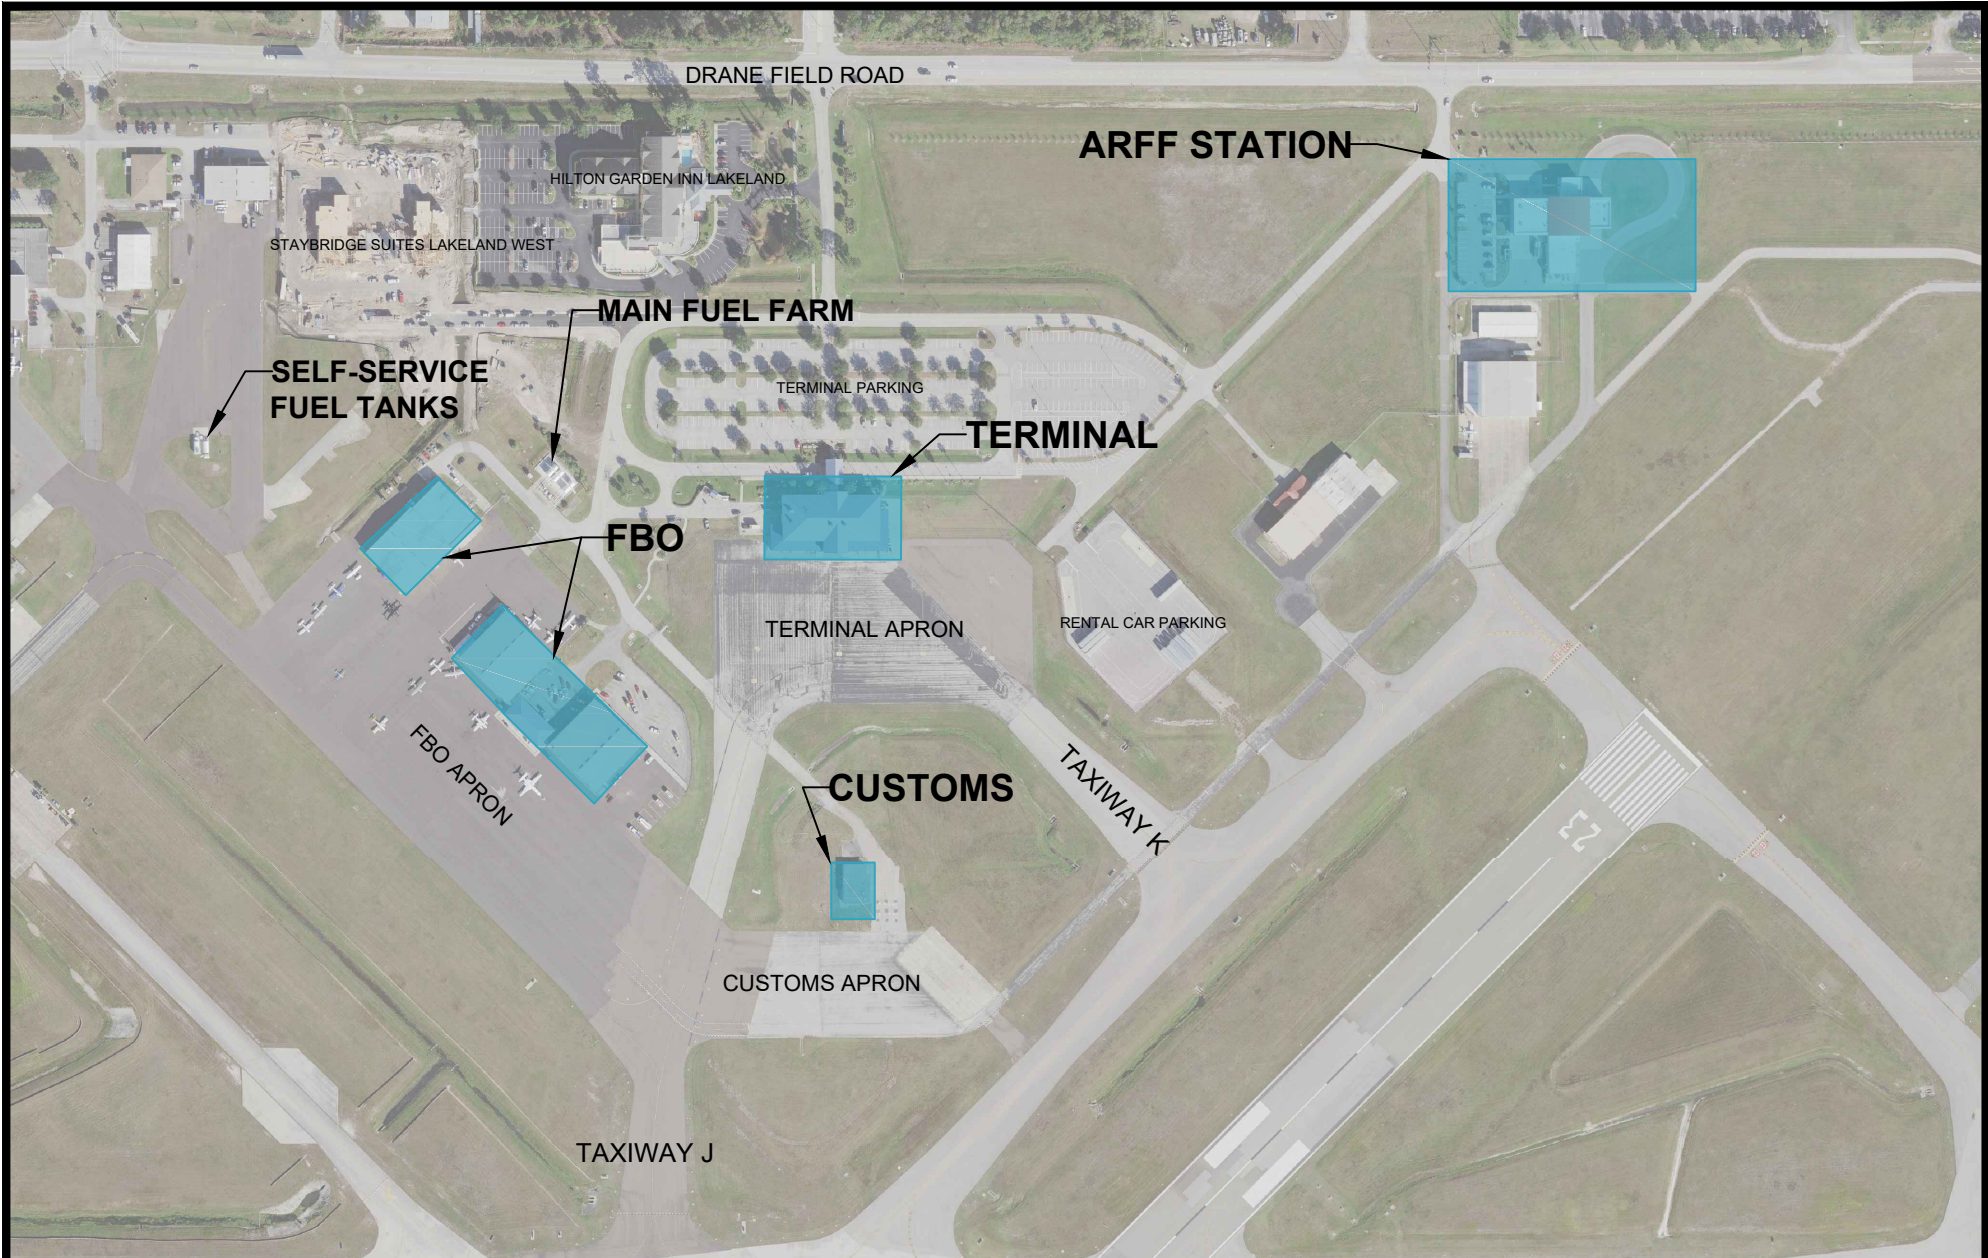 DRANE FIELD ROAD
ARFF STATION
HILTON GARDEN INN LAKELAND
STAYBRIDGE SUITES LAKELAND WEST
MAIN FUEL FARM
SELF-SERVICE
FUEL TANKS
TERMINAL PARKING
TERMINAL
FBO
TERMINAL APRON
RENTAL CAR PARKING
FBO APRON
TAXIWAY K
CUSTOMS
23
CUSTOMS APRON
TAXIWAY J